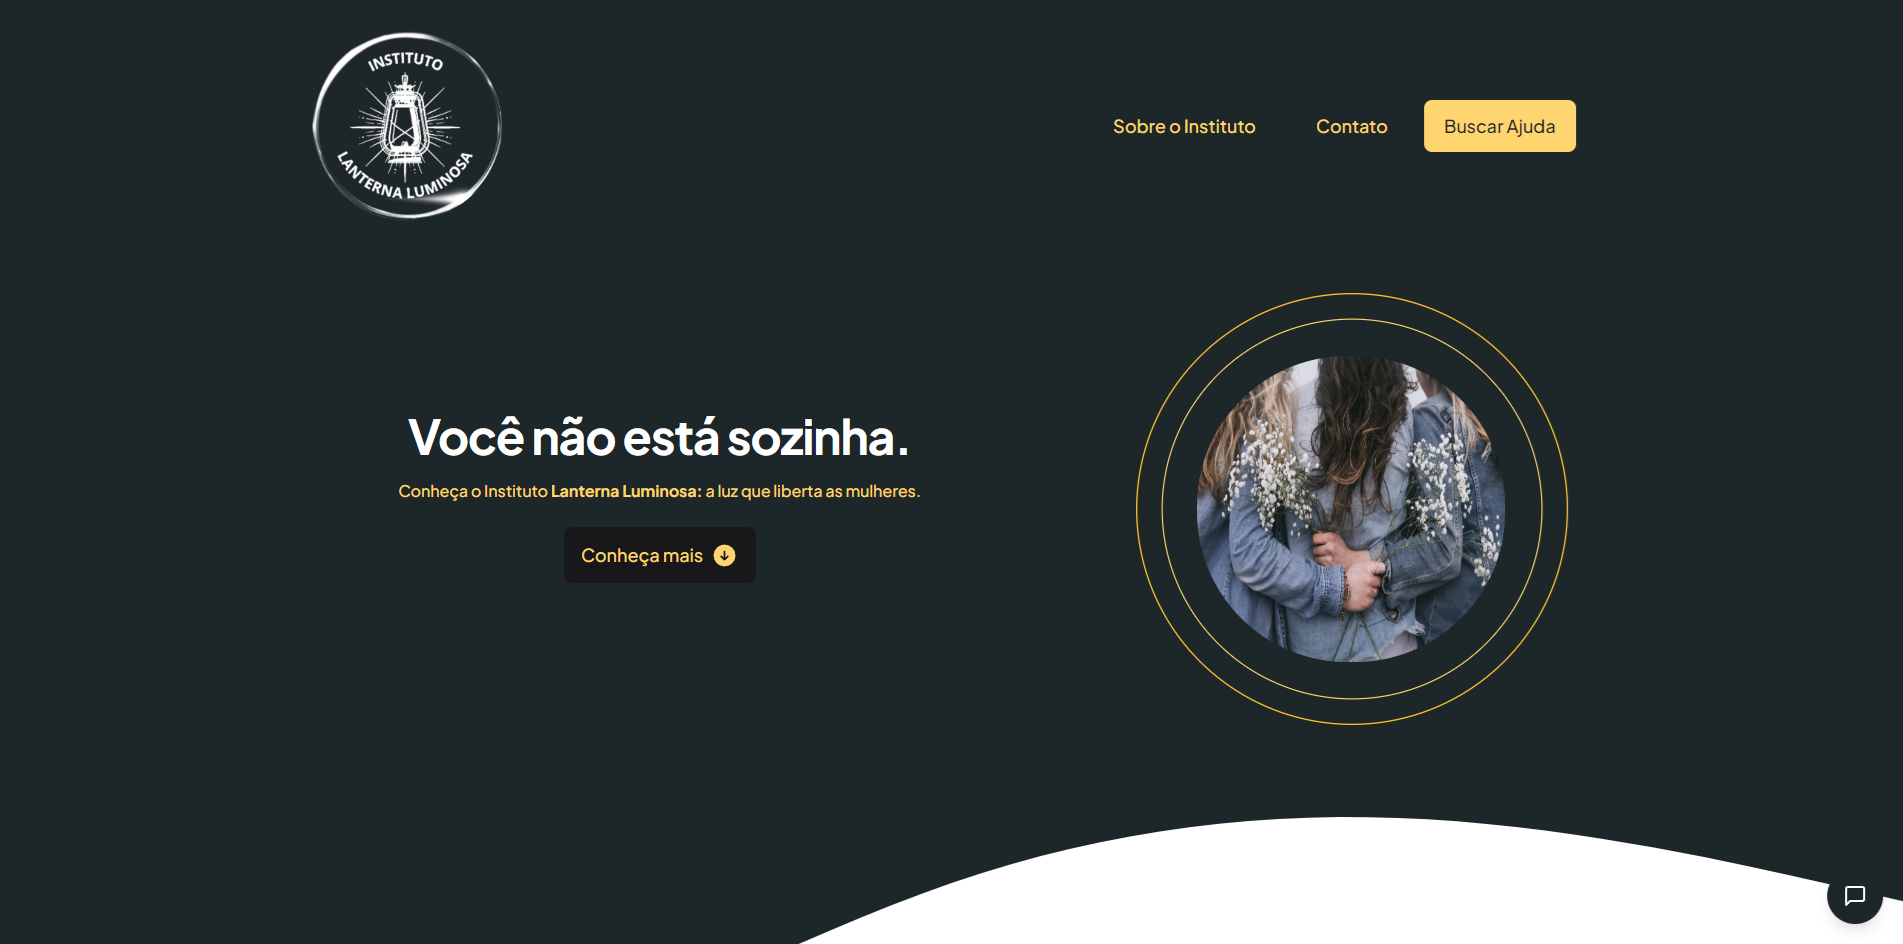 INSTITUTO
LANTERNA LUMINOSA
Sobre o Instituto
Contato
Buscar Ajuda
Você não está sozinha.
Conheça o Instituto Lanterna Luminosa: a luz que liberta as mulheres.
Conheça mais